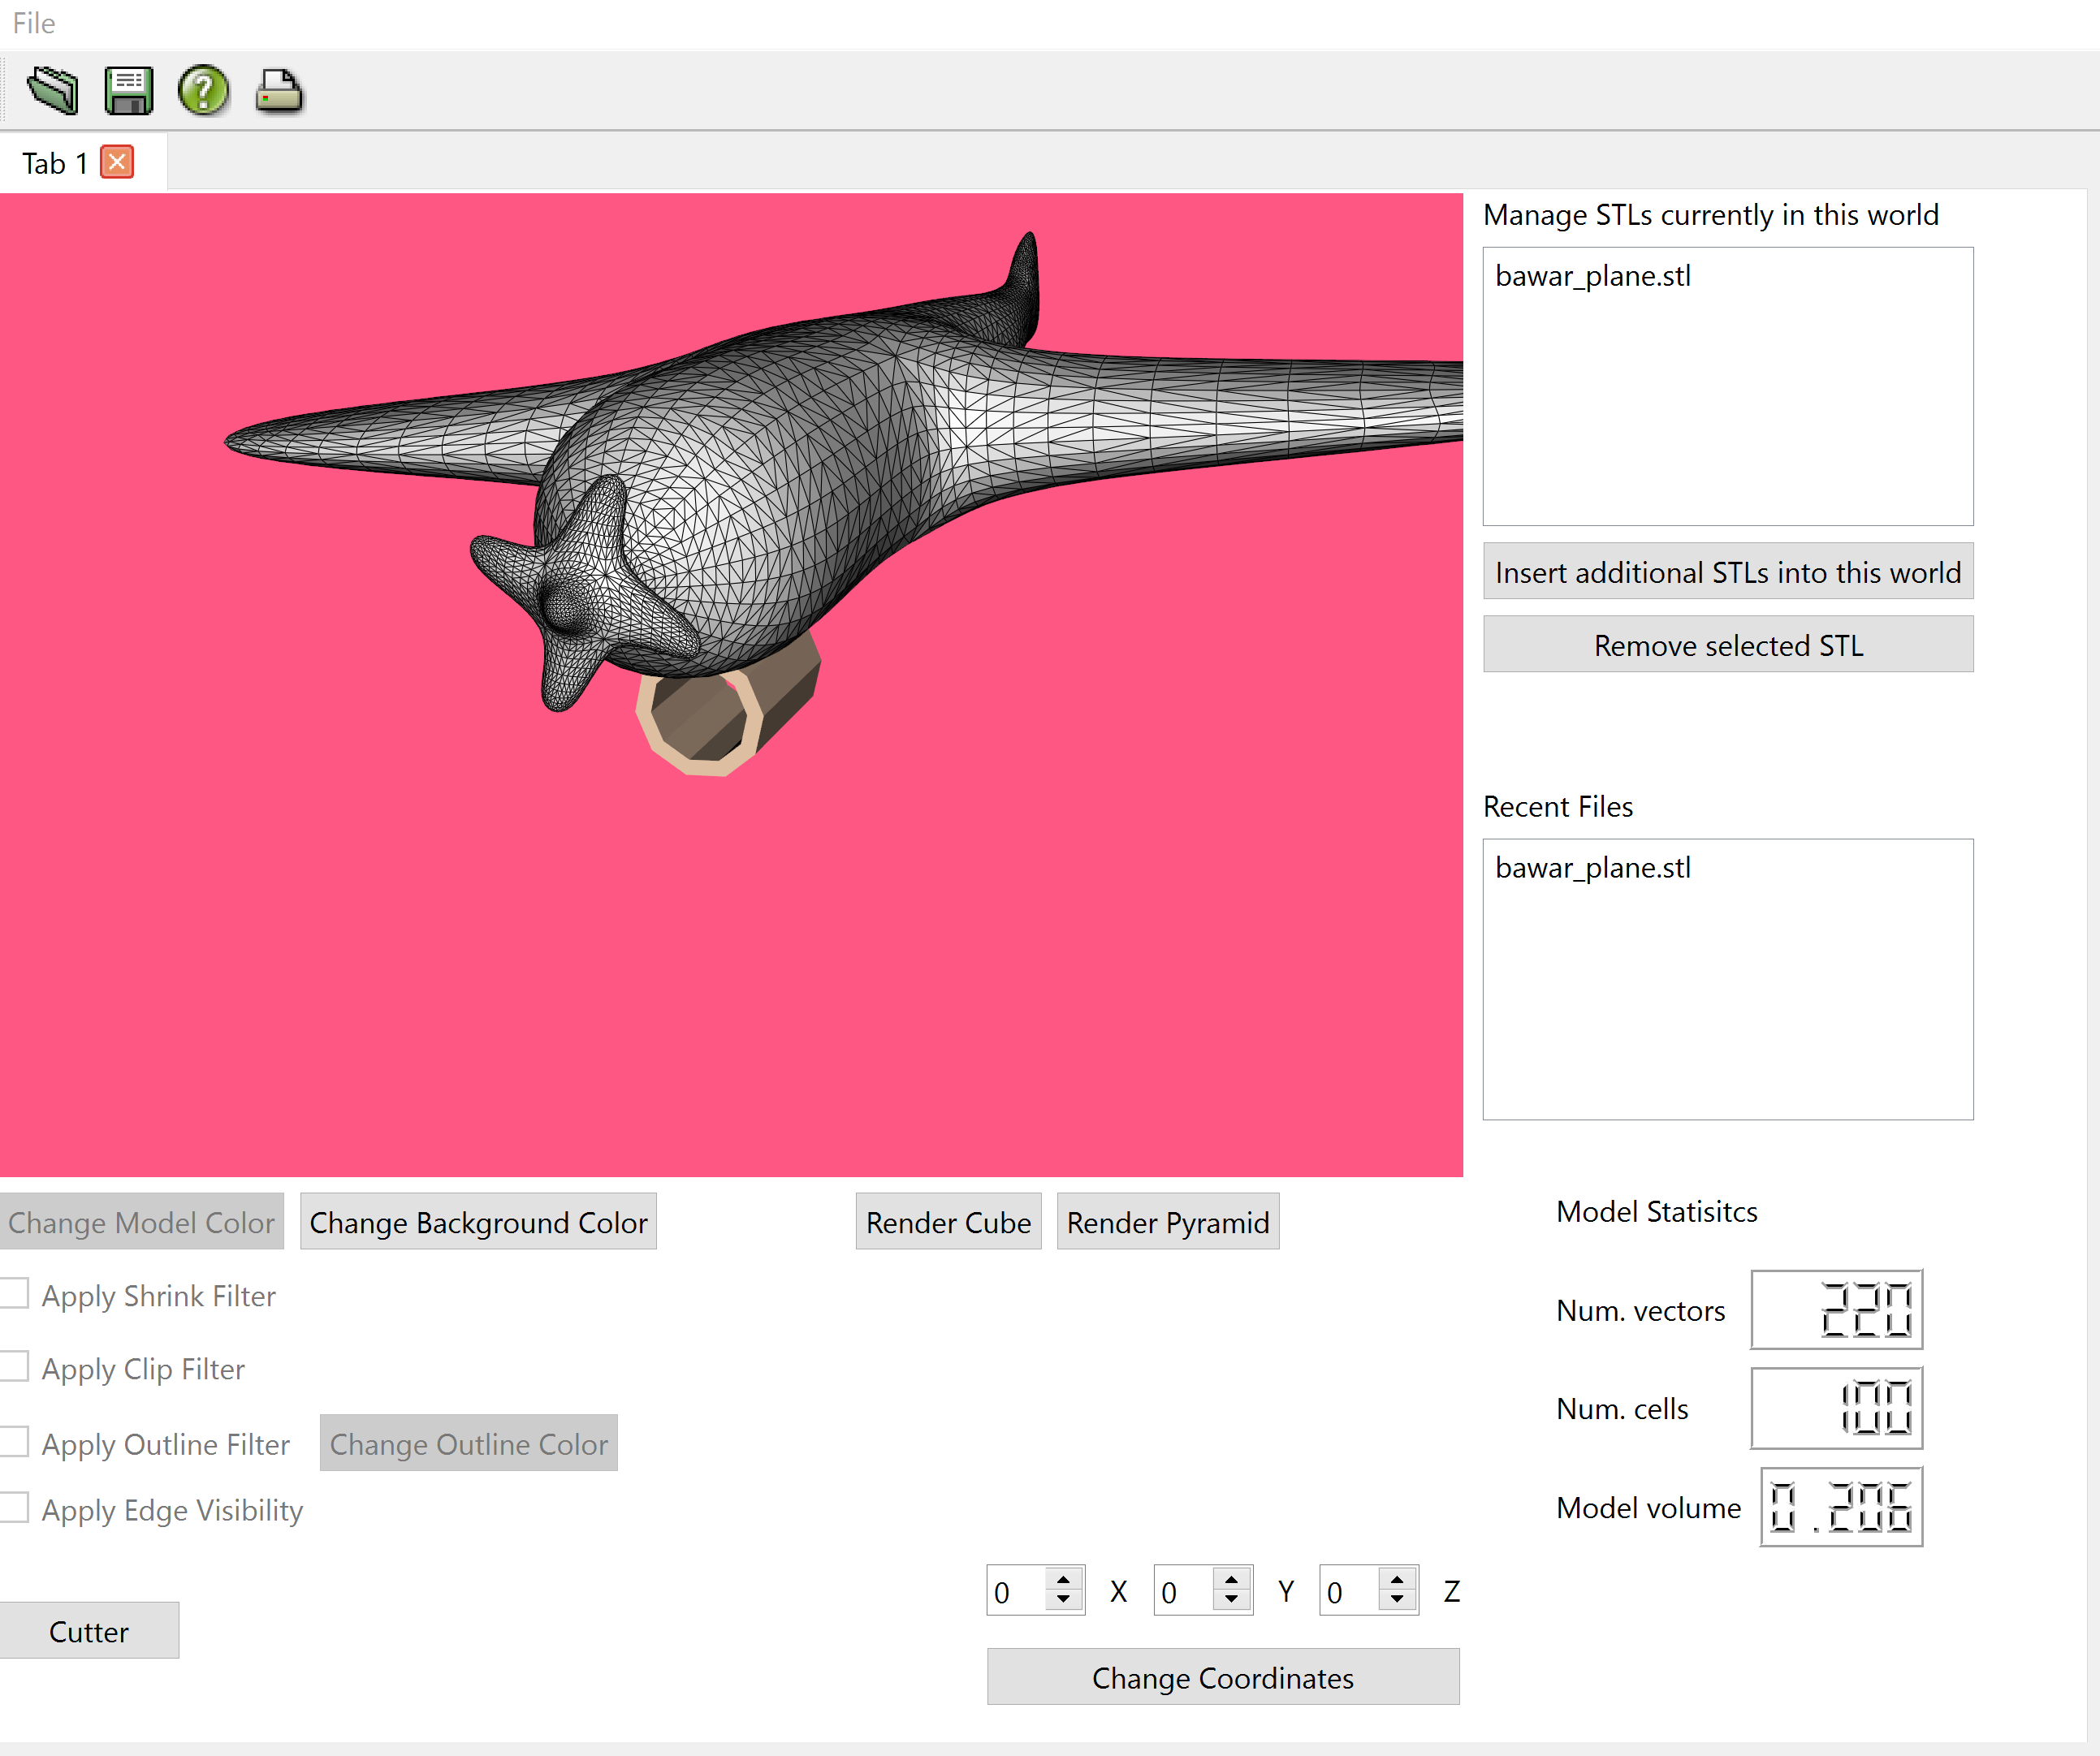 File
Tab 1
Manage STLs currently in this world
bawar_plane.stl
Insert additional STLs into this world
Remove selected STL
Recent Files
bawar_plane.stl
Change Model Color
Change Background Color
Render Cube
Render Pyramid
Model Statisitcs
Apply Shrink Filter
Num. vectors 220
Apply Clip Filter
Num. cells 100
Apply Outline Filter
Change Outline Color
Apply Edge Visibility
Model volume 0.206
0 X 0 Y 0 Z
Cutter
Change Coordinates